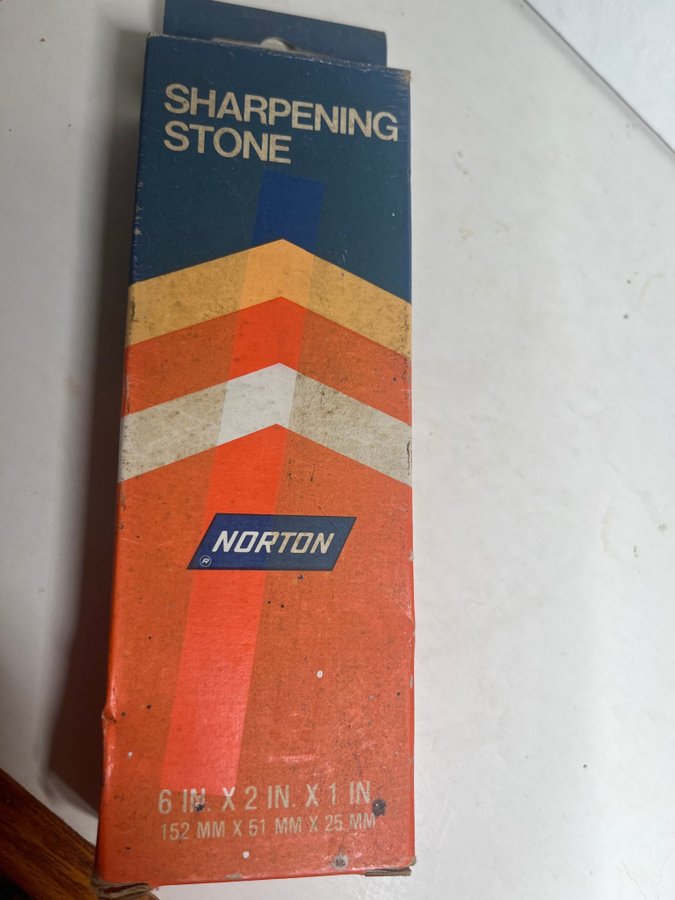 SHARPENING
STONE
NORTON
®
6 IN. X 2 IN. X 1 IN.
152 MM X 51 MM X 25 MM